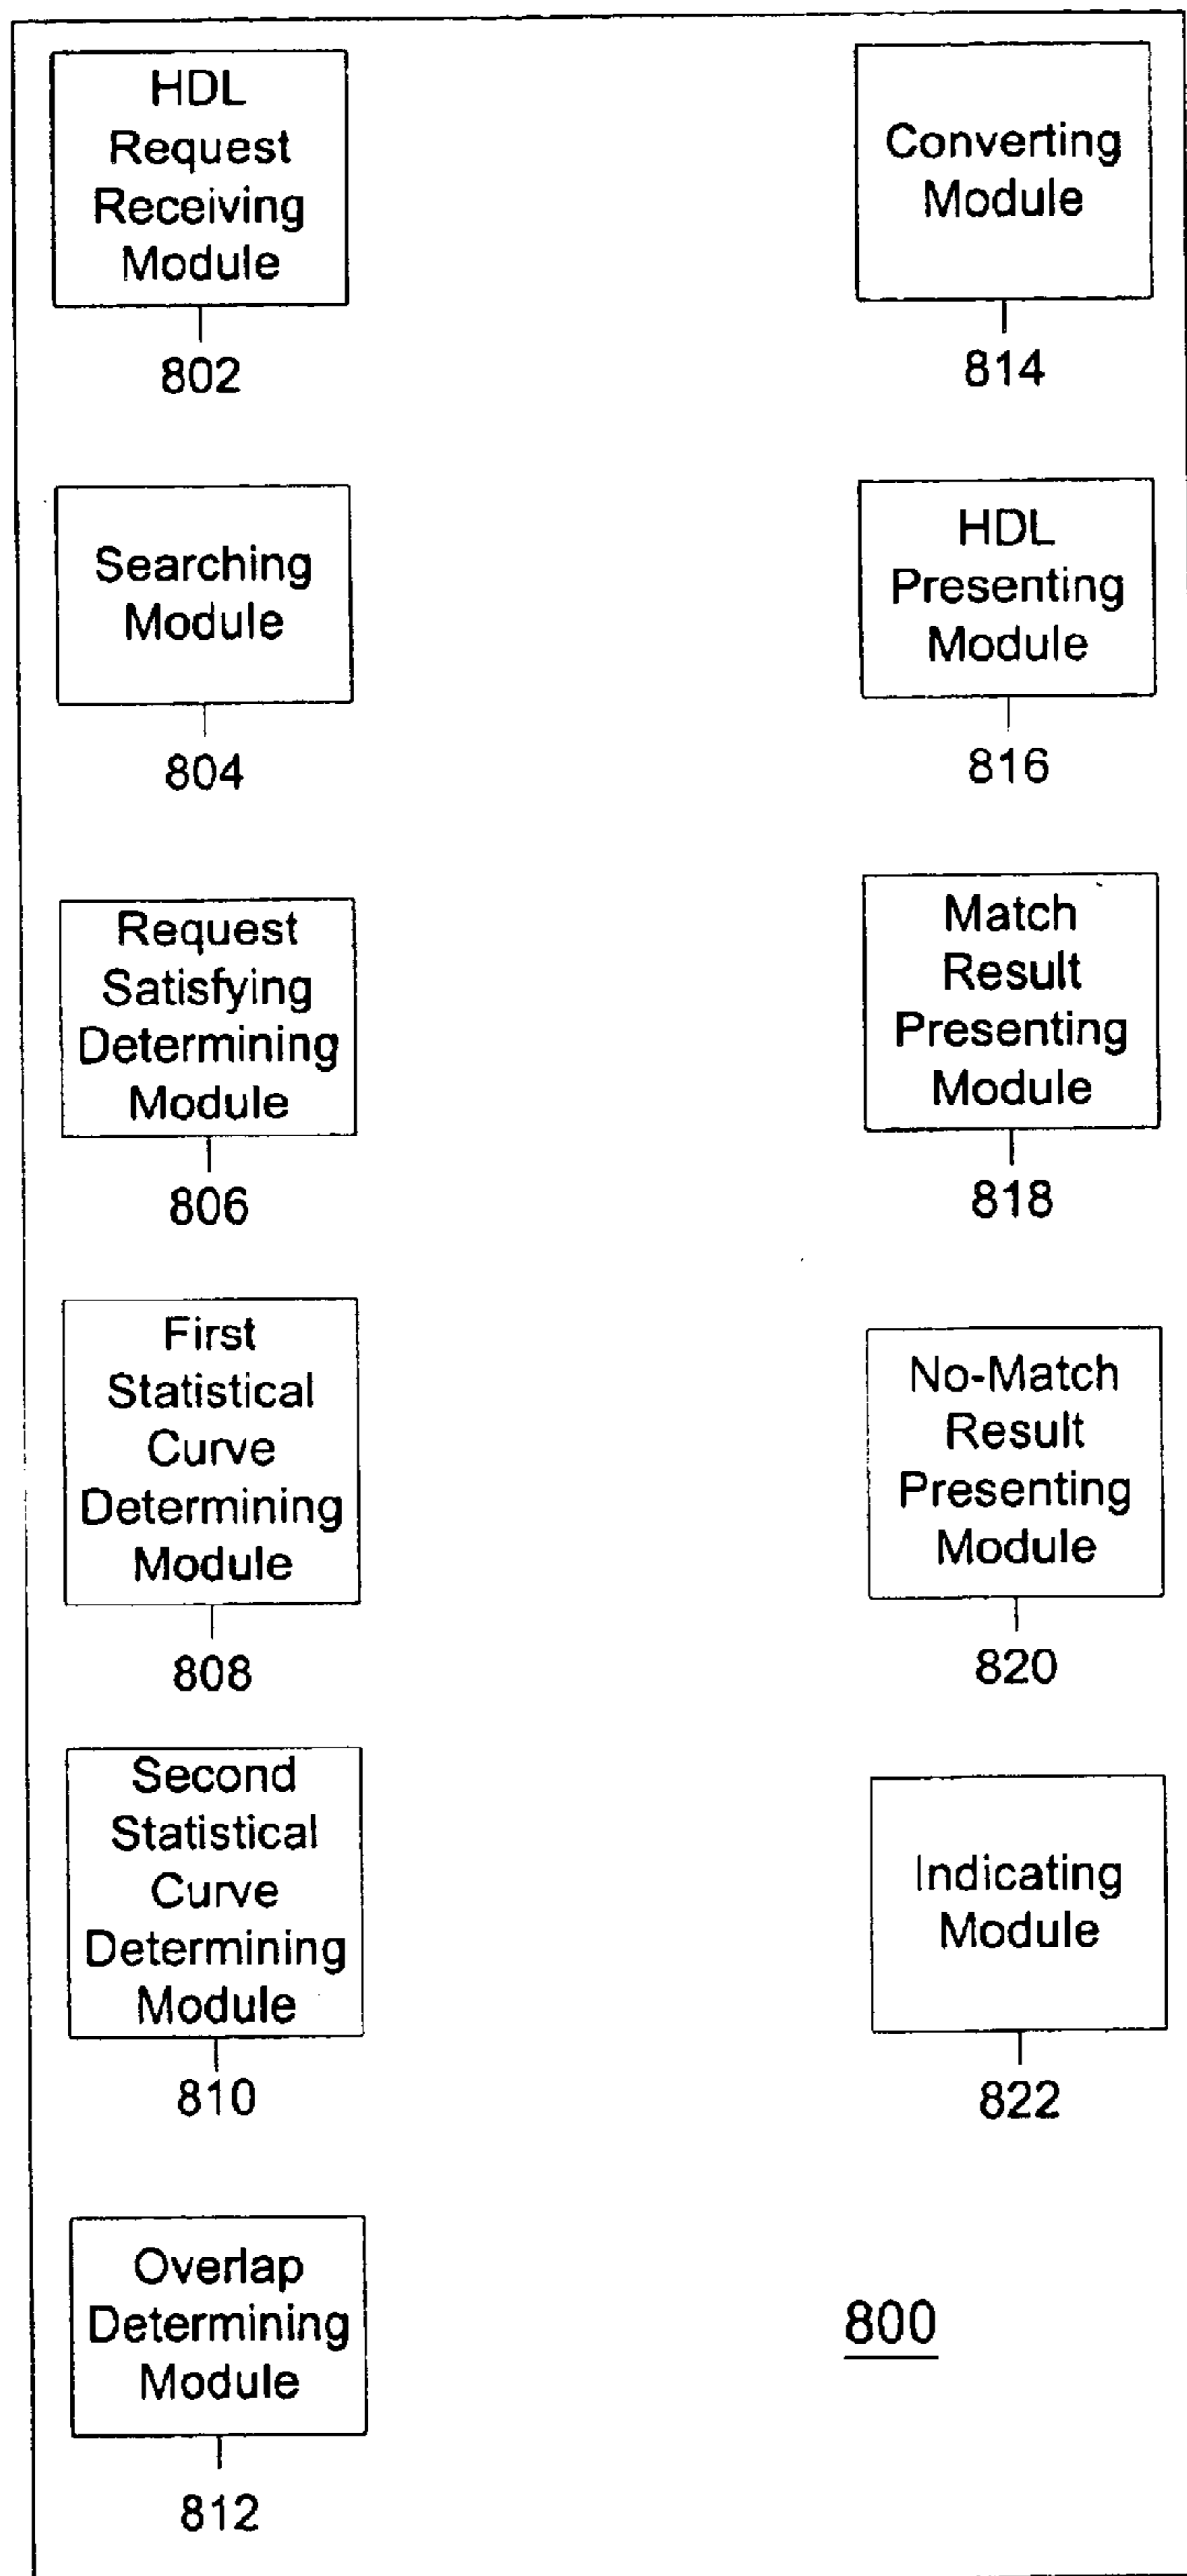 HDL
Request
Receiving
Module
802
Searching
Module
804
Request
Satisfying
Determining
Module
806
First
Statistical
Curve
Determining
Module
808
Second
Statistical
Curve
Determining
Module
810
Overlap
Determining
Module
812
Converting
Module
814
HDL
Presenting
Module
816
Match
Result
Presenting
Module
818
No-Match
Result
Presenting
Module
820
Indicating
Module
822
800